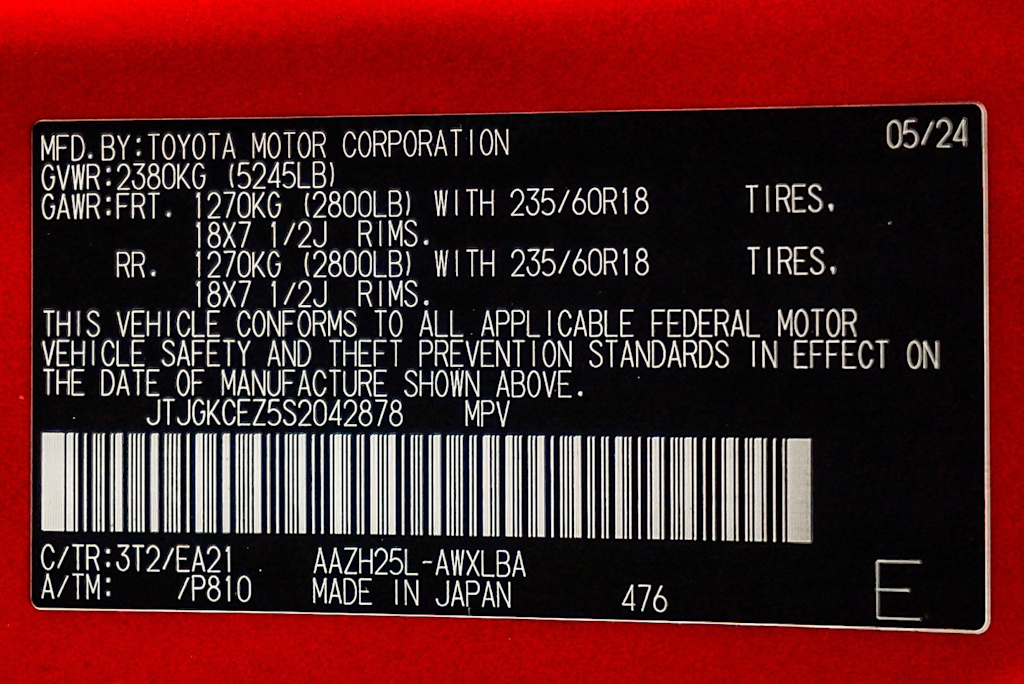 MFD.BY:TOYOTA MOTOR CORPORATION 05/24
GVWR:2380KG (5245LB)
GAWR:FRT. 1270KG (2800LB) WITH 235/60R18 TIRES.
18X7 1/2J RIMS.
RR. 1270KG (2800LB) WITH 235/60R18 TIRES.
18X7 1/2J RIMS.
THIS VEHICLE CONFORMS TO ALL APPLICABLE FEDERAL MOTOR
VEHICLE SAFETY AND THEFT PREVENTION STANDARDS IN EFFECT ON
THE DATE OF MANUFACTURE SHOWN ABOVE.
JTJGKCEZ5S2042878 MPV
C/TR:3T2/EA21 AAZH25L-AWXLBA
A/TM: /P810 MADE IN JAPAN 476 E